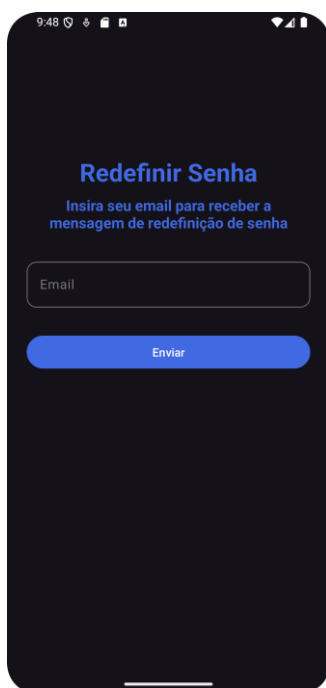 9:48
Redefinir Senha
Insira seu email para receber a
mensagem de redefinição de senha
Email
Enviar